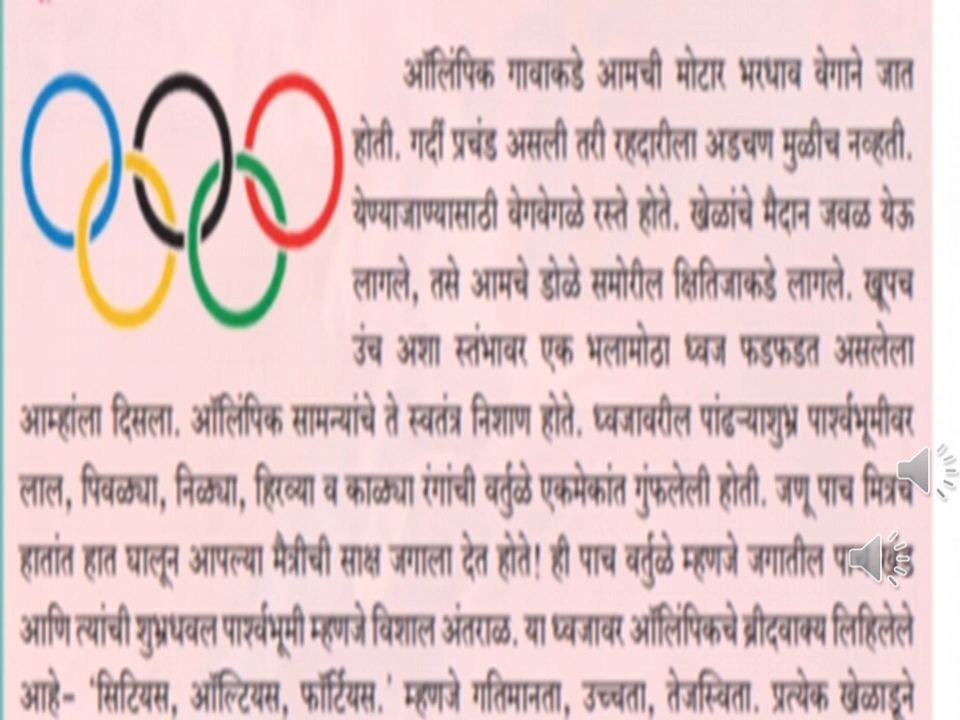 ऑलिंपिक गावाकडे आमची मोटार भरधाव वेगाने जात
होती. गर्दी प्रचंड असली तरी रहदारीला अडचण मुळीच नव्हती.
येण्याजाण्यासाठी वेगवेगळे रस्ते होते. खेळांचे मैदान जवळ येऊ
लागले, तसे आमचे डोळे समोरील क्षितिजाकडे लागले. खूपच
उंच अशा स्तंभावर एक भलामोठा ध्वज फडफडत असलेला
आम्हांला दिसला. ऑलिंपिक सामन्यांचे ते स्वतंत्र निशाण होते. ध्वजावरील पांढऱ्याशुभ्र पार्श्वभूमीवर
लाल, पिवळ्या, निळ्या, हिरव्या व काळ्या रंगांची वर्तुळे एकमेकांत गुंफलेली होती. जणू पाच मित्रच
हातांत हात घालून आपल्या मैत्रीची साक्ष जगाला देत होते! ही पाच वर्तुळे म्हणजे जगातील
आणि त्यांची शुभ्रधवल पार्श्वभूमी म्हणजे विशाल अंतराळ. या ध्वजावर ऑलिंपिकचे ब्रीदवाक्य लिहिलेले
आहे- 'सिटियस, ऑल्टियस, फॉर्टियस.' म्हणजे गतिमानता, उच्चता, तेजस्विता. प्रत्येक खेळाडूने